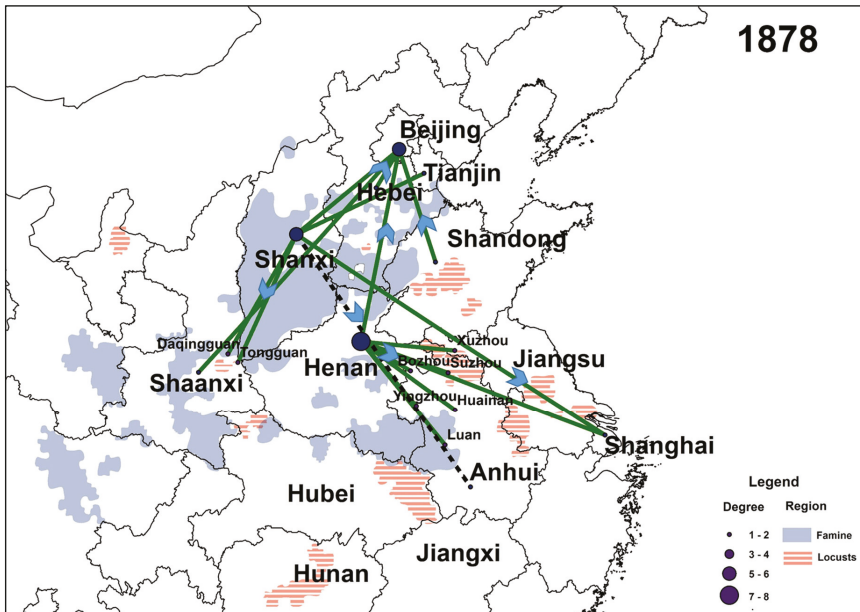 1878
Beijing
Tianjin
Hebei
Shandong
Shanxi
Daqingguan
Tongguan
Shaanxi
Henan
Xuzhou
Bozhou
Suzhou
Jiangsu
Yingzhou
Huainan
Luan
Shanghai
Anhui
Hubei
Jiangxi
Hunan
Legend
Degree
Region
1 - 2
Famine
3 - 4
Locusts
5 - 6
7 - 8